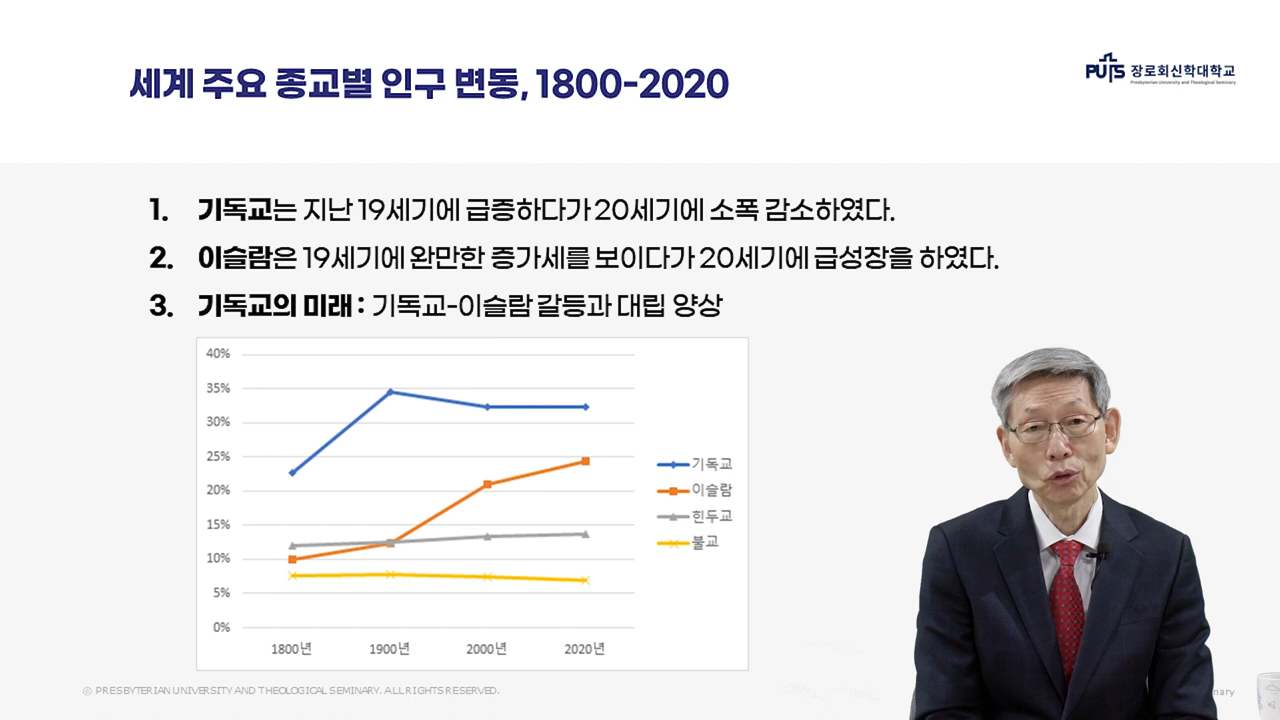 세계 주요 종교별 인구 변동, 1800-2020
PUTS 장로회신학대학교
Presbyterian University and Theological Seminary
1. 기독교는 지난 19세기에 급증하다가 20세기에 소폭 감소하였다.
2. 이슬람은 19세기에 완만한 증가세를 보이다가 20세기에 급성장을 하였다.
3. 기독교의 미래 : 기독교-이슬람 갈등과 대립 양상
40%
35%
30%
25%
20%
15%
10%
5%
0%
1800년 1900년 2000년 2020년
기독교
이슬람
힌두교
불교
© PRESBYTERIAN UNIVERSITY AND THEOLOGICAL SEMINARY. ALL RIGHTS RESERVED.